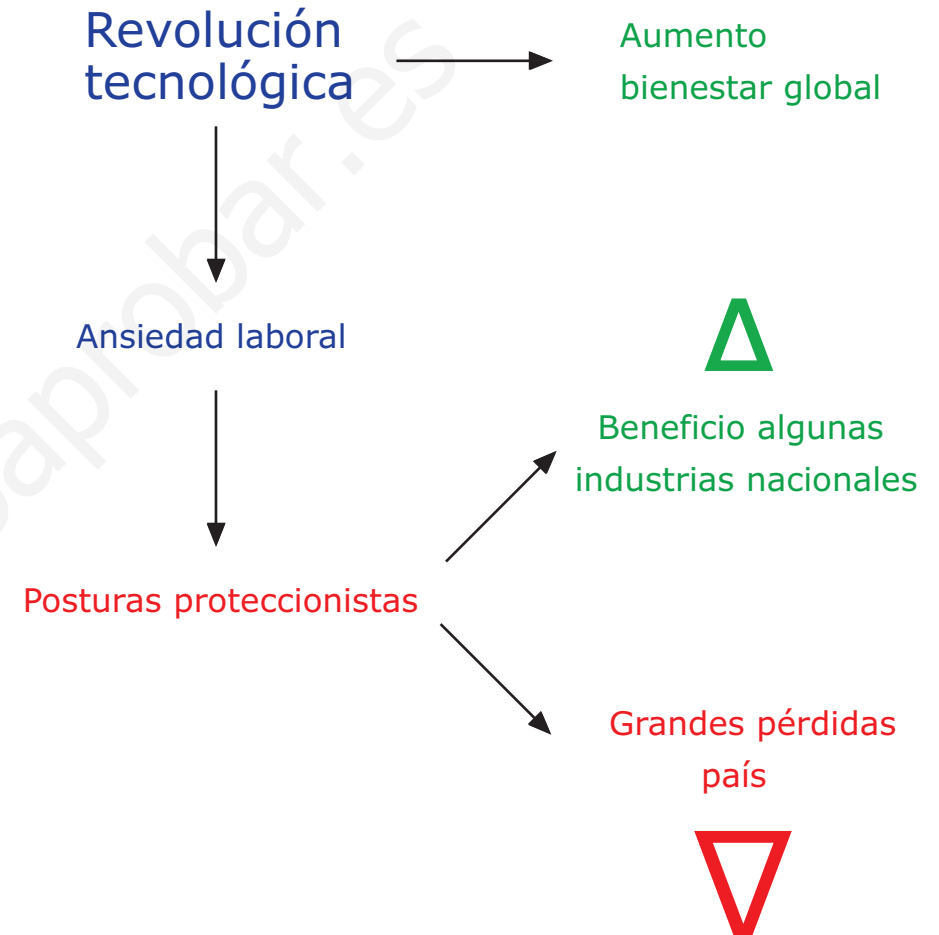 Revolución
tecnológica
Aumento
bienestar global
Ansiedad laboral
Beneficio algunas
industrias nacionales
Posturas proteccionistas
Grandes pérdidas
país
aprobar.es